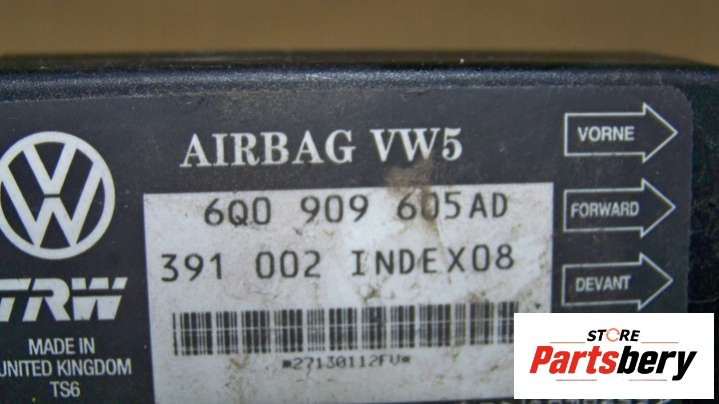 AIRBAG VW5
VORNE
6Q0 909 605AD
FORWARD
391 002 INDEX08
DEVANT
*27130112FV*
VW
TRW
MADE IN
UNITED KINGDOM
TS6
STORE
Partsbery